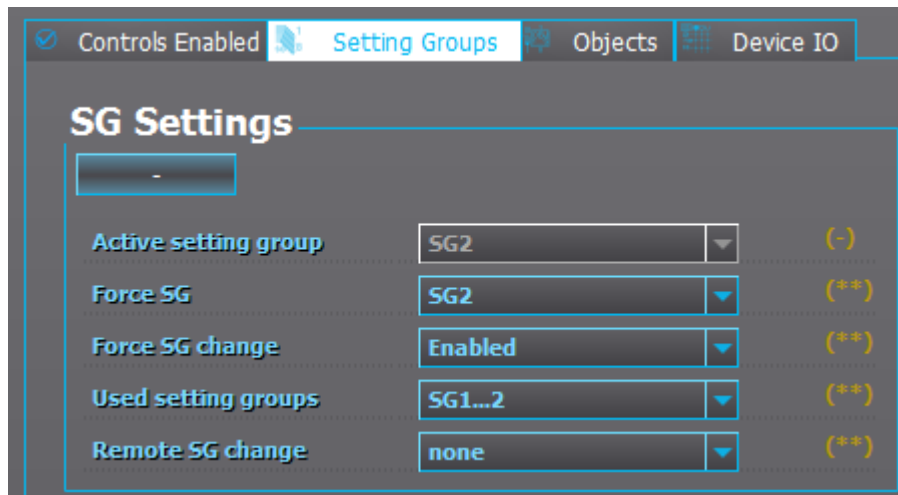 Controls Enabled Setting Groups Objects Device IO
SG Settings
-
Active setting group SG2 (-)
Force SG SG2 (**)
Force SG change Enabled (**)
Used setting groups SG1...2 (**)
Remote SG change none (**)